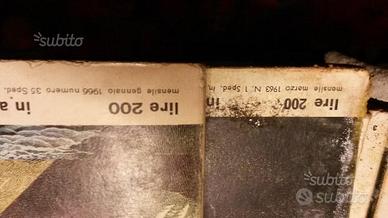 subito
lire 200
mensile gennaio 1966 numero 35 Sped.
in a
lire 200
mensile marzo 1963 N. 1 Sped. in
in
subito
subito